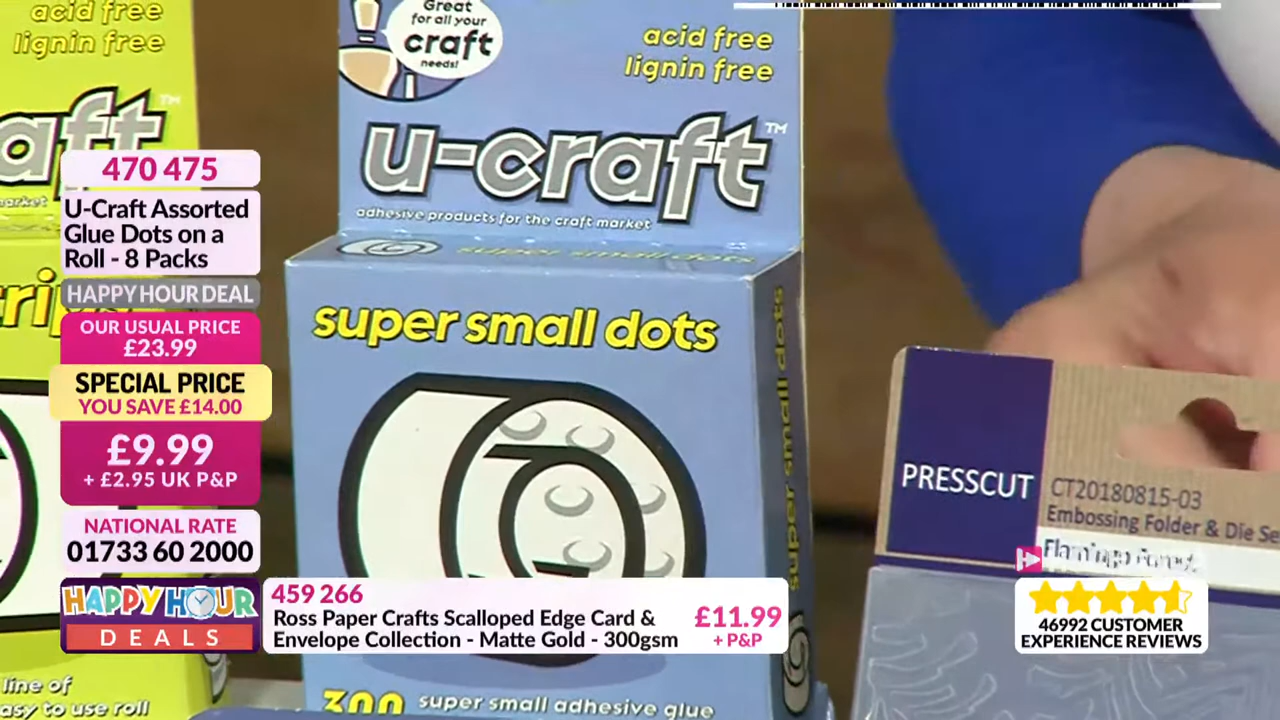 acid free
lignin free
aft™
market
470 475
U-Craft Assorted
Glue Dots on a
Roll - 8 Packs
HAPPY HOUR DEAL
OUR USUAL PRICE
£23.99
SPECIAL PRICE
YOU SAVE £14.00
£9.99
+ £2.95 UK P&P
NATIONAL RATE
01733 60 2000
HAPPY HOUR
DEALS
line of
easy to use roll
Great
for all your
craft
needs!
acid free
lignin free
u-craft™
adhesive products for the craft market
super small dots
super small dots
super small dots
300 super small adhesive glue
459 266
Ross Paper Crafts Scalloped Edge Card &
Envelope Collection - Matte Gold - 300gsm
£11.99
+ P&P
PRESSCUT
CT20180815-03
Embossing Folder & Die Se
Flamingo Forest
46992 CUSTOMER
EXPERIENCE REVIEWS